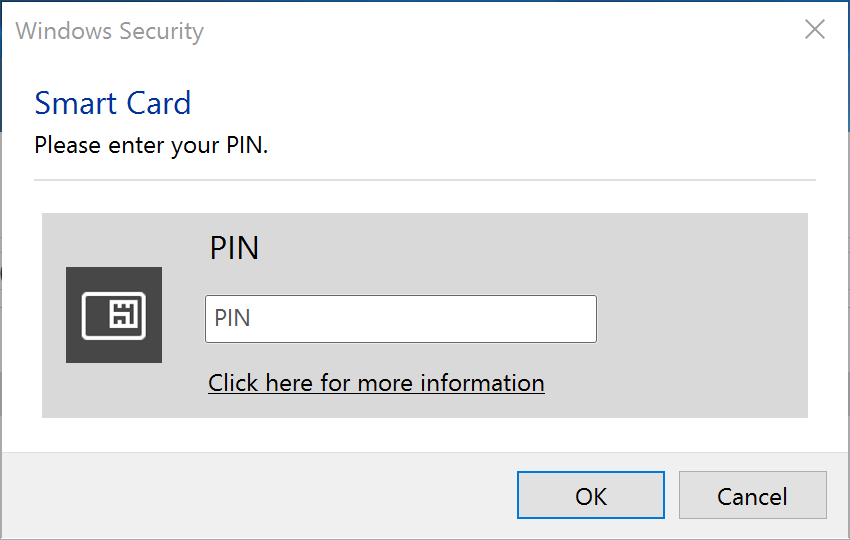 Windows Security
Smart Card
Please enter your PIN.
PIN
PIN
Click here for more information
OK
Cancel